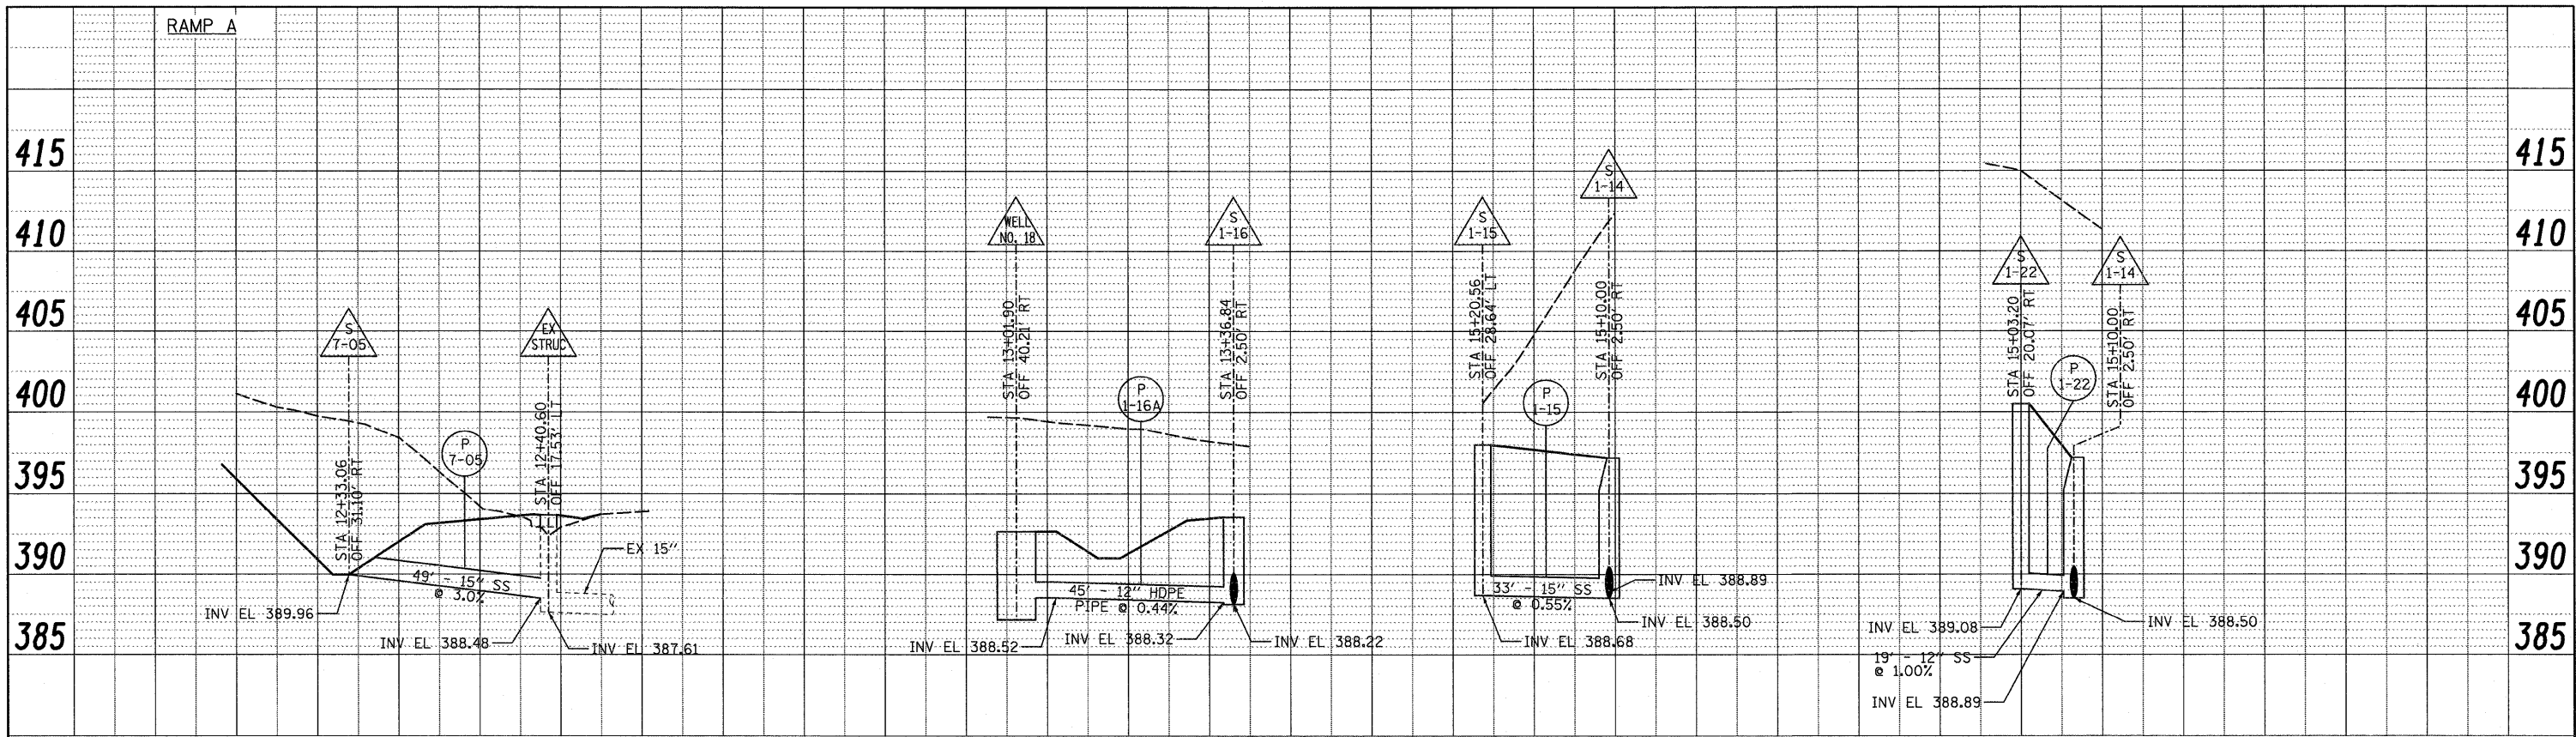 RAMP A
415
410
405
400
395
390
385
S
7-05
STA 12+33.06
OFF 31.10' RT
P
7-05
EX
STRUC
STA 12+40.60
OFF 17.53' LT
EX 15"
49' - 15" SS
@ 3.0%
INV EL 389.96
INV EL 388.48
INV EL 387.61
WELL
NO. 18
STA 13+01.90
OFF 40.21' RT
P
1-16A
S
1-16
STA 13+36.84
OFF 2.50' RT
45' - 12" HDPE
PIPE @ 0.44%
INV EL 388.52
INV EL 388.32
INV EL 388.22
S
1-15
STA 15+20.56
OFF 28.64' LT
P
1-15
S
1-14
STA 15+10.00
OFF 2.50' RT
33' - 15" SS
@ 0.55%
INV EL 388.89
INV EL 388.50
INV EL 388.68
S
1-22
STA 15+03.20
OFF 20.07' RT
P
1-22
S
1-14
STA 15+10.00
OFF 2.50' RT
INV EL 389.08
19' - 12" SS
@ 1.00%
INV EL 388.89
INV EL 388.50
415
410
405
400
395
390
385